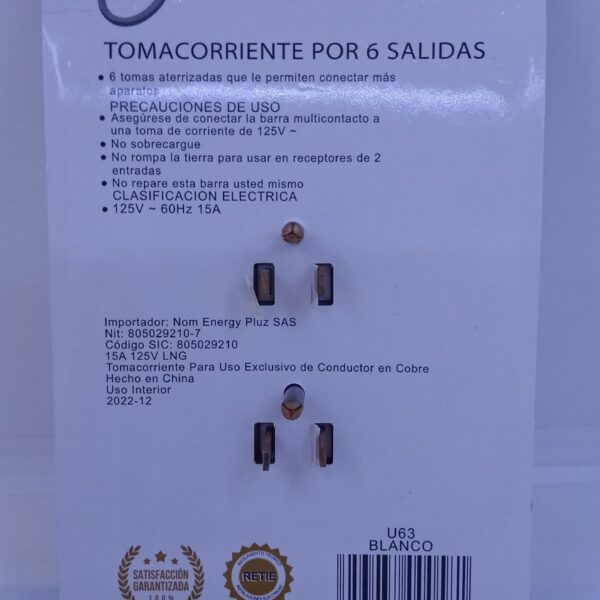 TOMACORRIENTE POR 6 SALIDAS
• 6 tomas aterrizadas que le permiten conectar más
aparatos
PRECAUCIONES DE USO
• Asegúrese de conectar la barra multicontacto a
una toma de corriente de 125V ~
• No sobrecargue
• No rompa la tierra para usar en receptores de 2
entradas
• No repare esta barra usted mismo
CLASIFICACION ELECTRICA
• 125V ~ 60Hz 15A
Importador: Nom Energy Pluz SAS
Nit: 805029210-7
Código SIC: 805029210
15A 125V LNG
Tomacorriente Para Uso Exclusivo de Conductor en Cobre
Hecho en China
Uso Interior
2022-12
U63
BLANCO
SATISFACCIÓN
GARANTIZADA
100%
REGLAMENTO TÉCNICO
RETIE